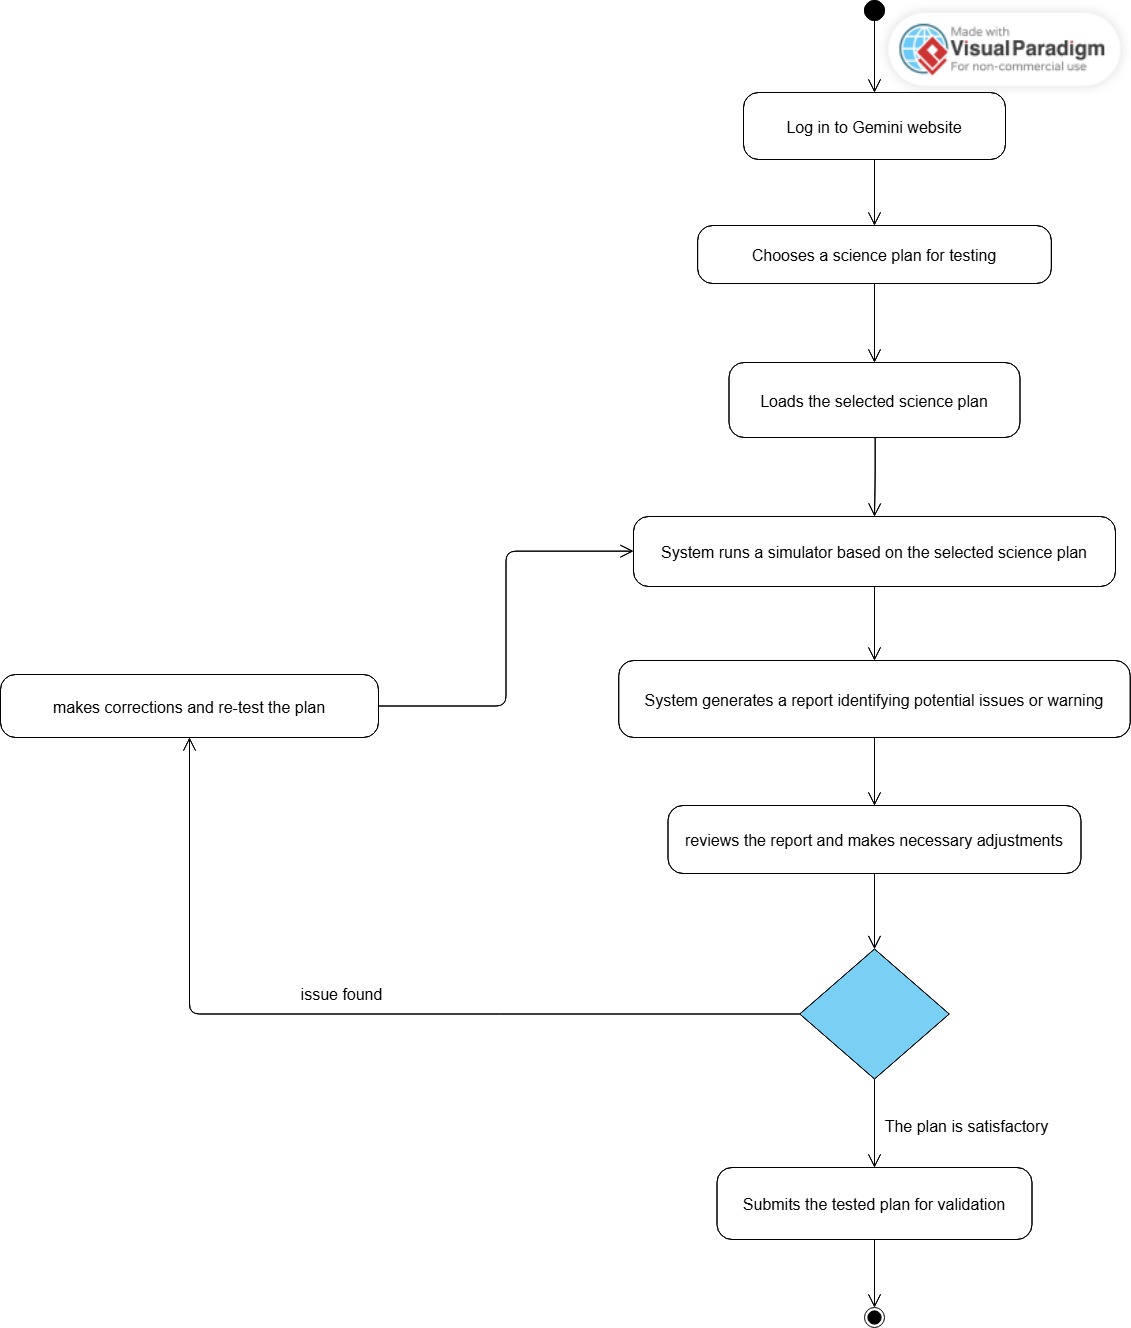 Made with
Visual Paradigm
For non-commercial use
Log in to Gemini website
Chooses a science plan for testing
Loads the selected science plan
System runs a simulator based on the selected science plan
System generates a report identifying potential issues or warning
makes corrections and re-test the plan
reviews the report and makes necessary adjustments
issue found
The plan is satisfactory
Submits the tested plan for validation